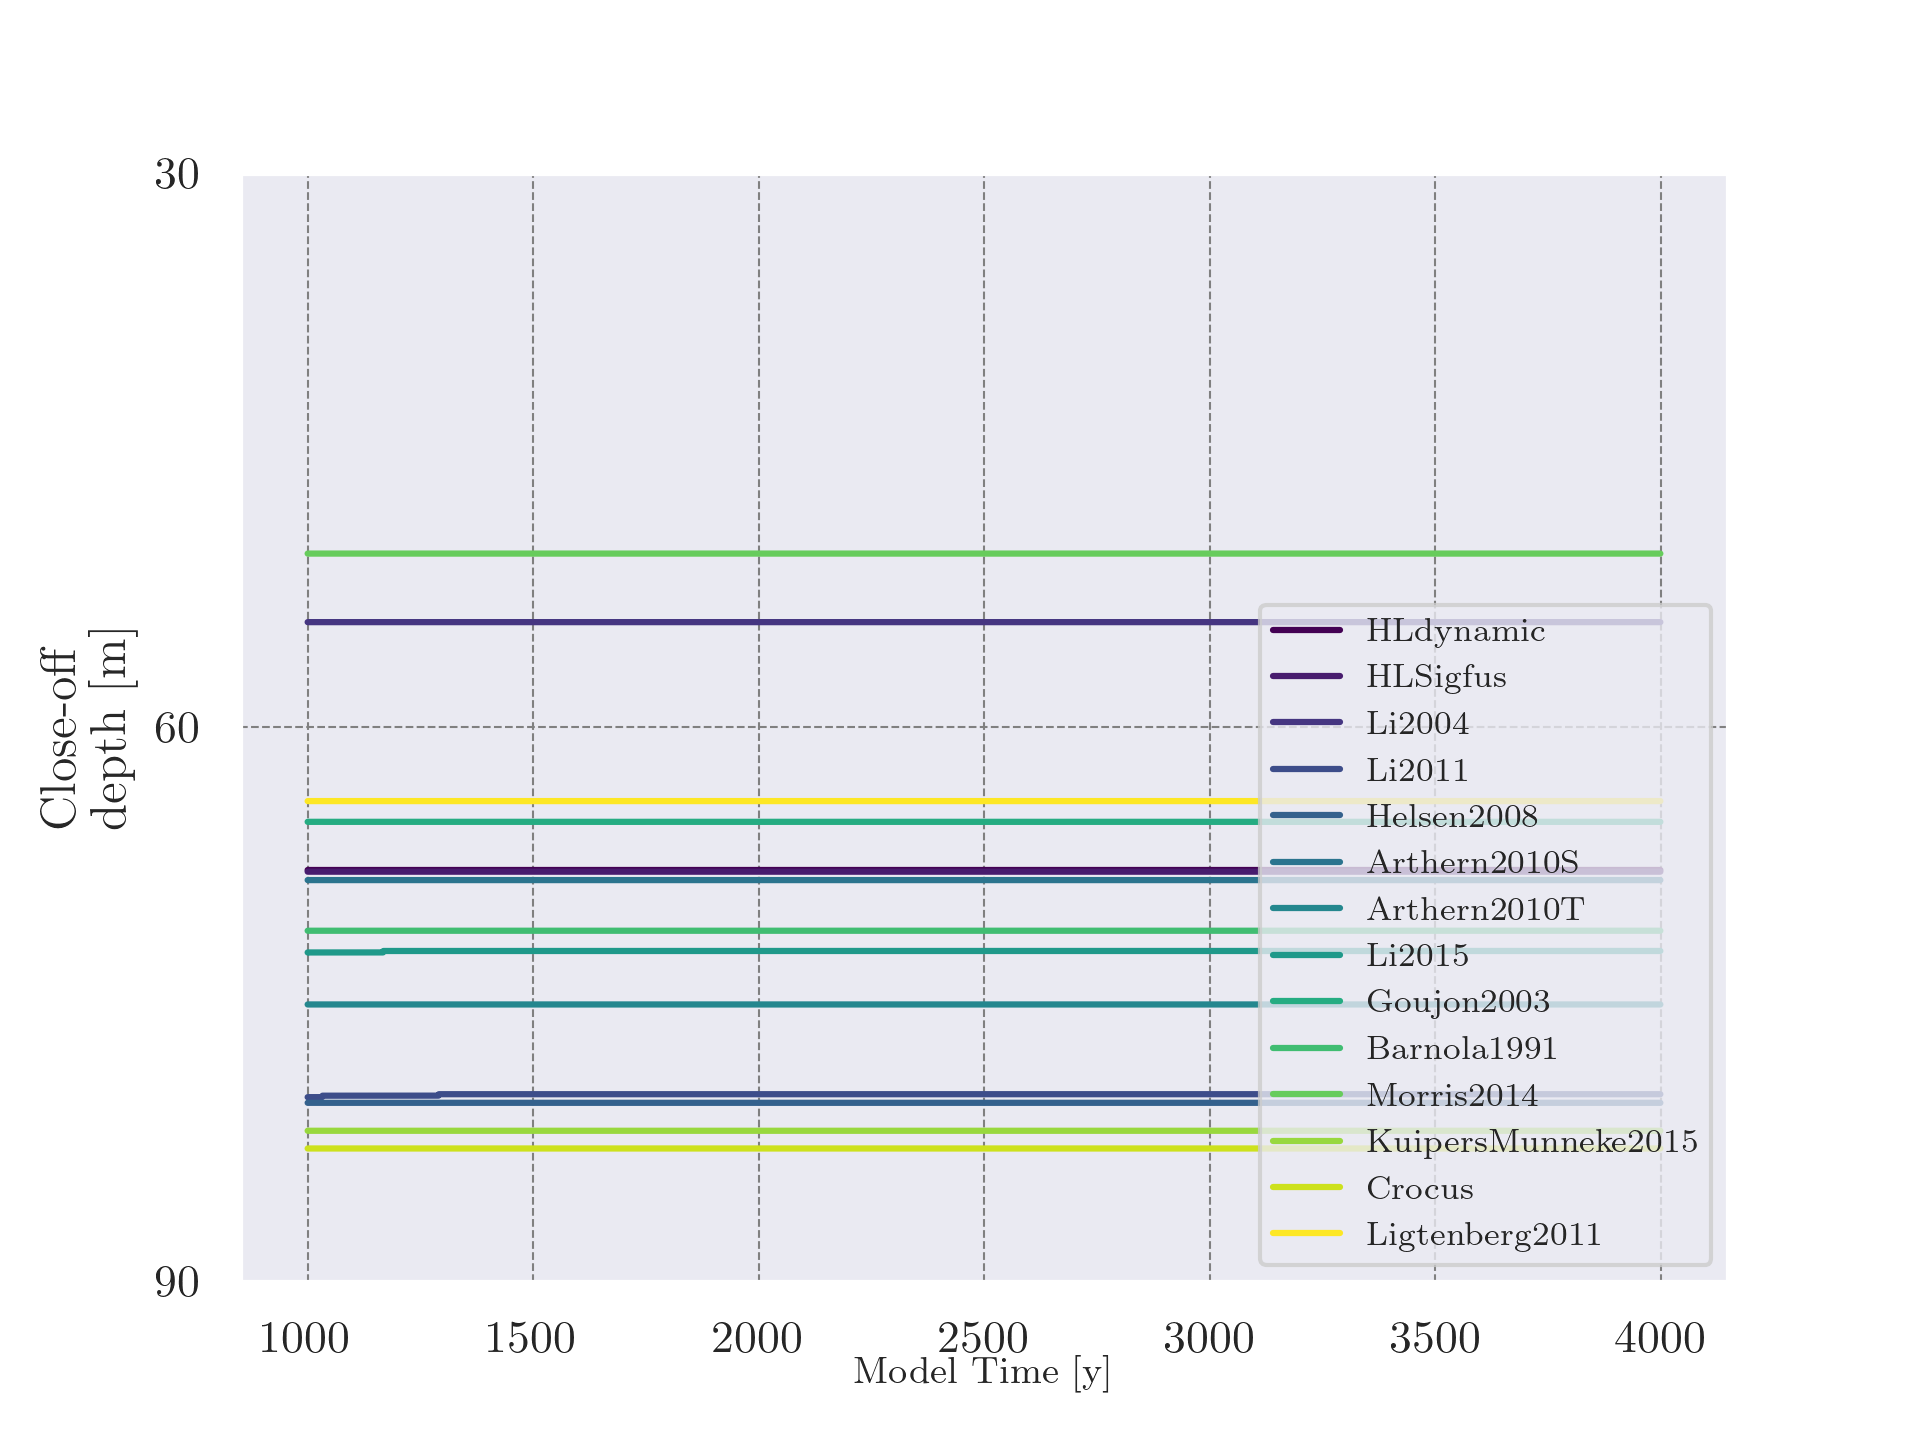 30
60
90
Close-off
depth [m]
HLdynamic
HLSigfus
Li2004
Li2011
Helsen2008
Arthern2010S
Arthern2010T
Li2015
Goujon2003
Barnola1991
Morris2014
KuipersMunneke2015
Crocus
Ligtenberg2011
1000 1500 2000 2500 3000 3500 4000
Model Time [y]